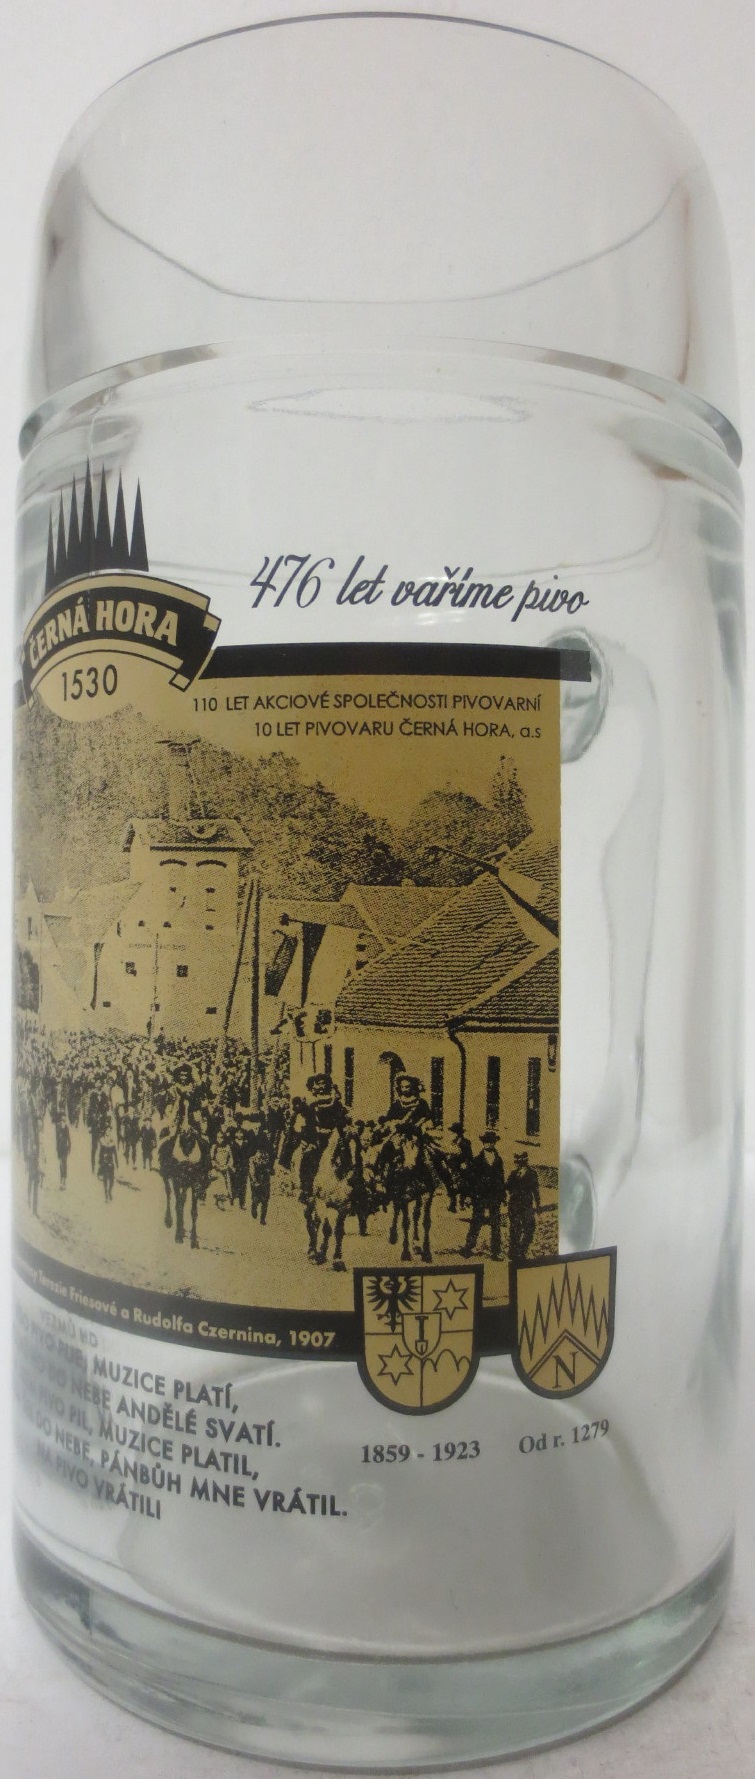 476 let vaříme pivo
ČERNÁ HORA
1530
110 LET AKCIOVÉ SPOLEČNOSTI PIVOVARNÍ
10 LET PIVOVARU ČERNÁ HORA, a.s
Terezie Friesové a Rudolfa Czernina, 1907
MUZICE PLATÍ,
DO NEBE ANDĚLÉ SVATÍ.
PIVO PIL, MUZICE PLATIL,
DO NEBE, PÁNBŮH MNE VRÁTIL.
NA PIVO VRÁTILI
N
1859 - 1923
Od r. 1279